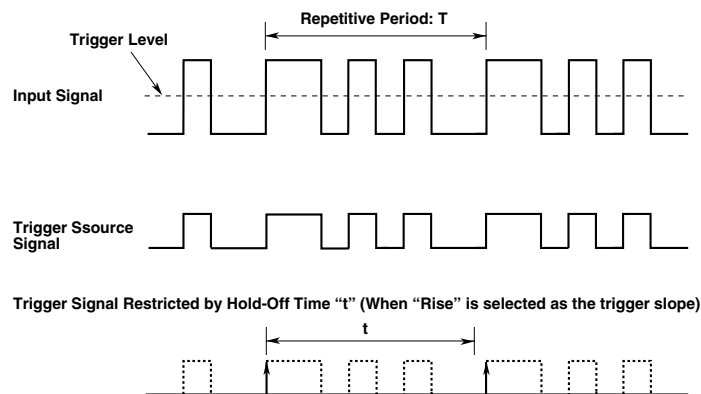 Repetitive Period: T
Trigger Level
Input Signal
Trigger Ssource
Signal
Trigger Signal Restricted by Hold-Off Time “t” (When “Rise” is selected as the trigger slope)
t